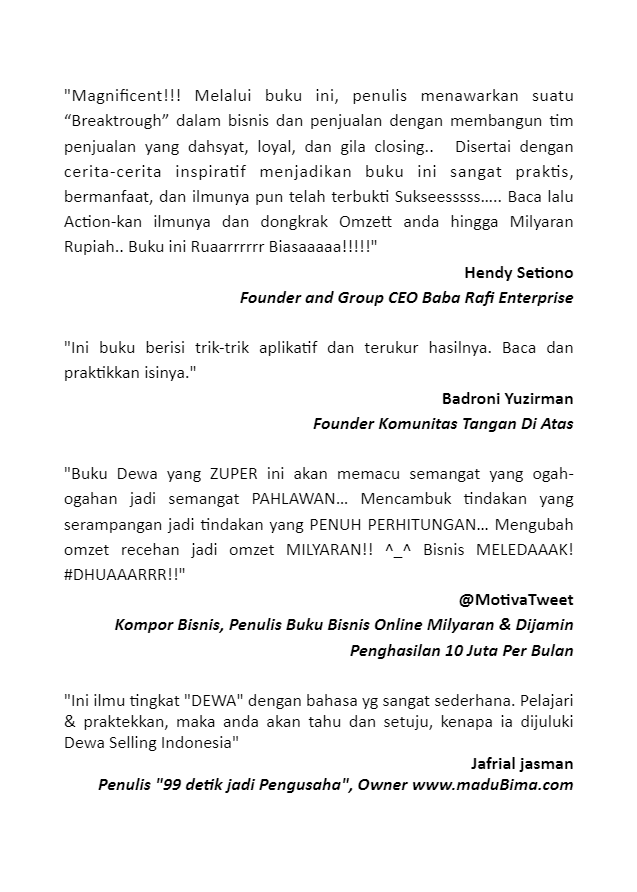 "Magnificent!!! Melalui buku ini, penulis menawarkan suatu
“Breaktrough” dalam bisnis dan penjualan dengan membangun tim
penjualan yang dahsyat, loyal, dan gila closing..  Disertai dengan
cerita-cerita inspiratif menjadikan buku ini sangat praktis,
bermanfaat, dan ilmunya pun telah terbukti Sukseesssss….. Baca lalu
Action-kan ilmunya dan dongkrak Omzett anda hingga Milyaran
Rupiah.. Buku ini Ruaarrrrrr Biasaaaaa!!!!!"
Hendy Setiono
Founder and Group CEO Baba Rafi Enterprise
"Ini buku berisi trik-trik aplikatif dan terukur hasilnya. Baca dan
praktikkan isinya."
Badroni Yuzirman
Founder Komunitas Tangan Di Atas
"Buku Dewa yang ZUPER ini akan memacu semangat yang ogah-
ogahan jadi semangat PAHLAWAN… Mencambuk tindakan yang
serampangan jadi tindakan yang PENUH PERHITUNGAN… Mengubah
omzet recehan jadi omzet MILYARAN!! ^_^ Bisnis MELEDAAAK!
#DHUAAARRR!!"
@MotivaTweet
Kompor Bisnis, Penulis Buku Bisnis Online Milyaran & Dijamin
Penghasilan 10 Juta Per Bulan
"Ini ilmu tingkat "DEWA" dengan bahasa yg sangat sederhana. Pelajari
& praktekkan, maka anda akan tahu dan setuju, kenapa ia dijuluki
Dewa Selling Indonesia"
Jafrial jasman
Penulis "99 detik jadi Pengusaha", Owner www.maduBima.com